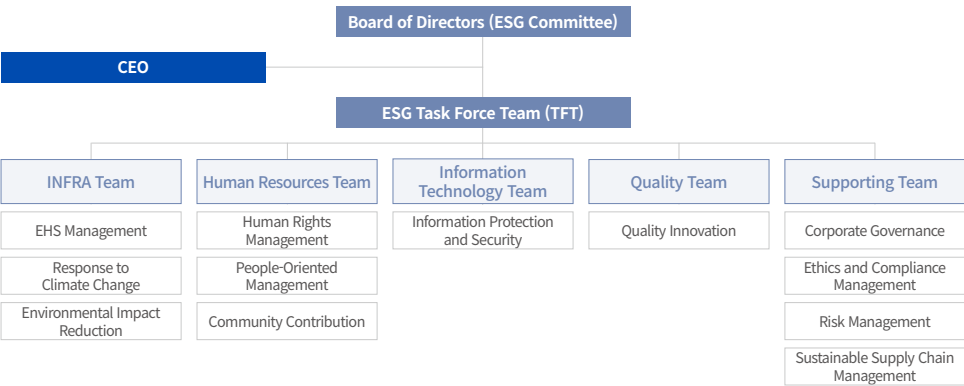 Board of Directors (ESG Committee)
CEO
ESG Task Force Team (TFT)
INFRA Team
EHS Management
Response to
Climate Change
Environmental Impact
Reduction
Human Resources Team
Human Rights
Management
People-Oriented
Management
Community Contribution
Information
Technology Team
Information Protection
and Security
Quality Team
Quality Innovation
Supporting Team
Corporate Governance
Ethics and Compliance
Management
Risk Management
Sustainable Supply Chain
Management